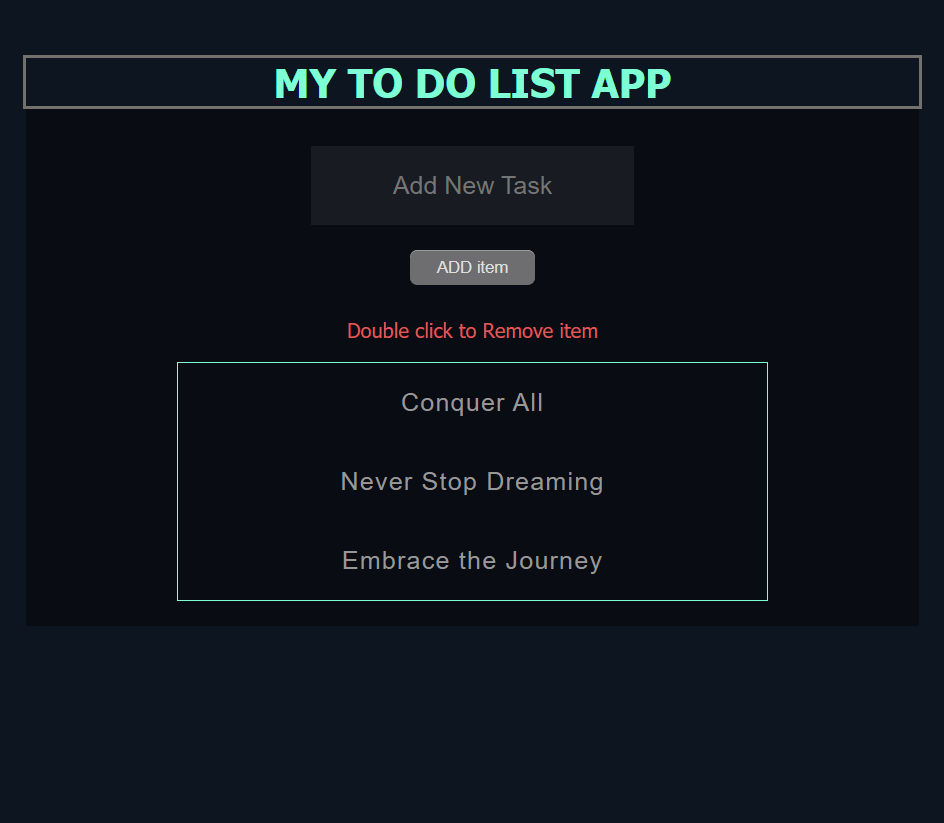 MY TO DO LIST APP
Add New Task
ADD item
Double click to Remove item
Conquer All
Never Stop Dreaming
Embrace the Journey